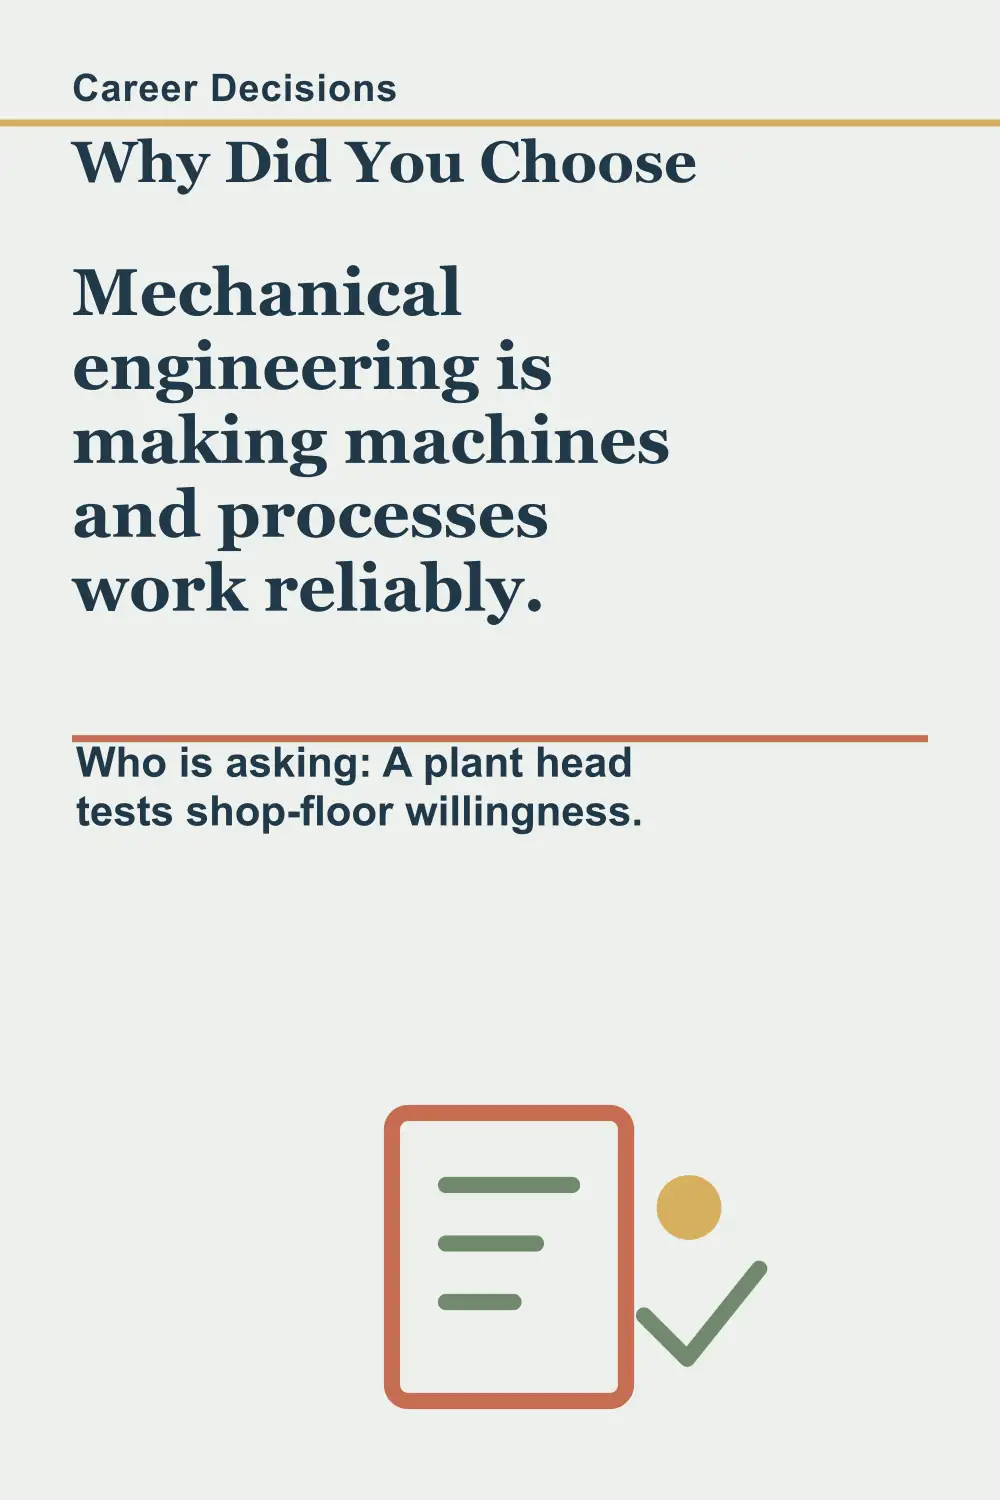 Career Decisions
Why Did You Choose
Mechanical
engineering is
making machines
and processes
work reliably.
Who is asking: A plant head
tests shop-floor willingness.